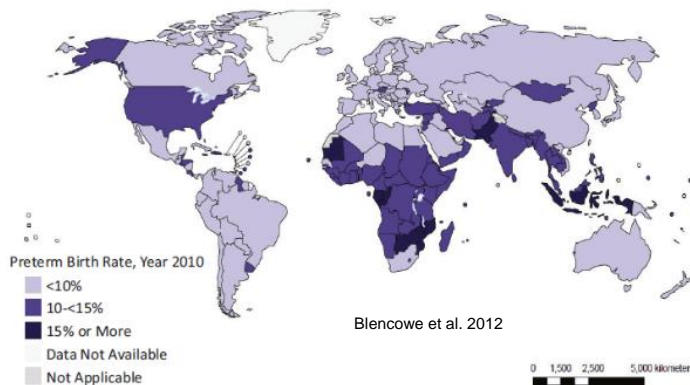 Preterm Birth Rate, Year 2010
<10%
10-<15%
15% or More
Data Not Available
Not Applicable
Blencowe et al. 2012
0 1,500 2,500 5,000 kilometers